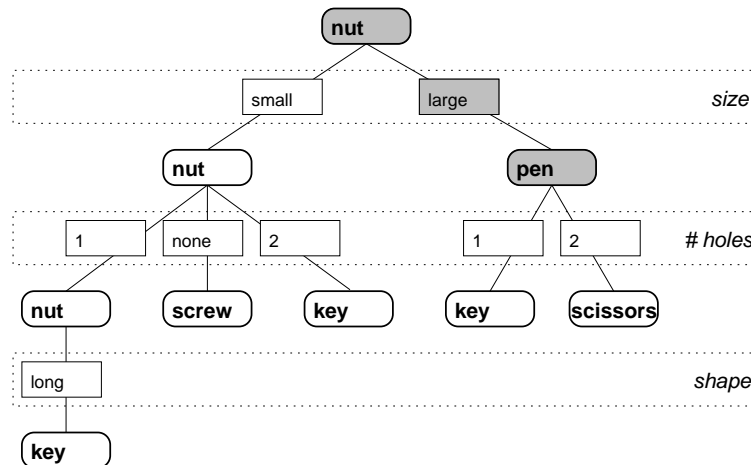 nut
small large size
nut pen
1 none 2 1 2 # holes
nut screw key key scissors
long shape
key